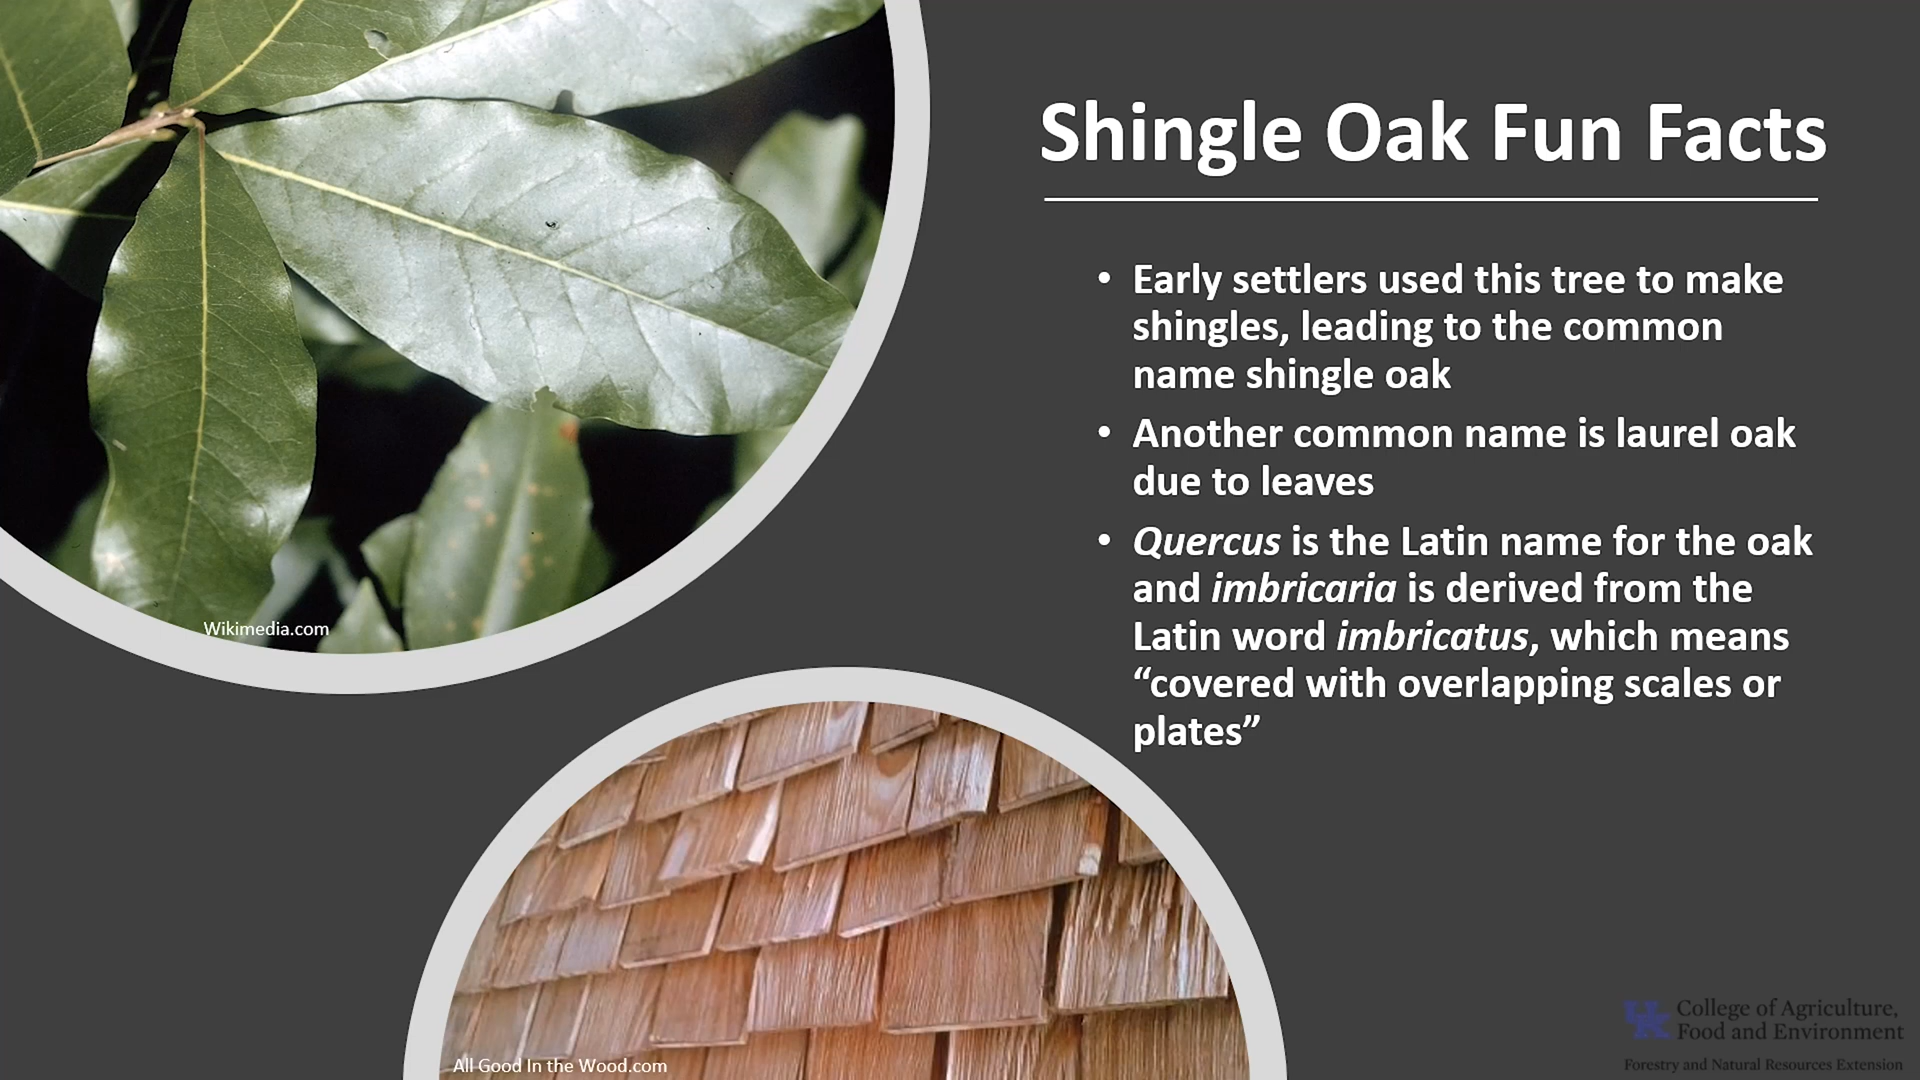 Shingle Oak Fun Facts
• Early settlers used this tree to make
shingles, leading to the common
name shingle oak
• Another common name is laurel oak
due to leaves
• Quercus is the Latin name for the oak
and imbricaria is derived from the
Latin word imbricatus, which means
“covered with overlapping scales or
plates”
Wikimedia.com
All Good In the Wood.com
UK College of Agriculture,
Food and Environment
Forestry and Natural Resources Extension